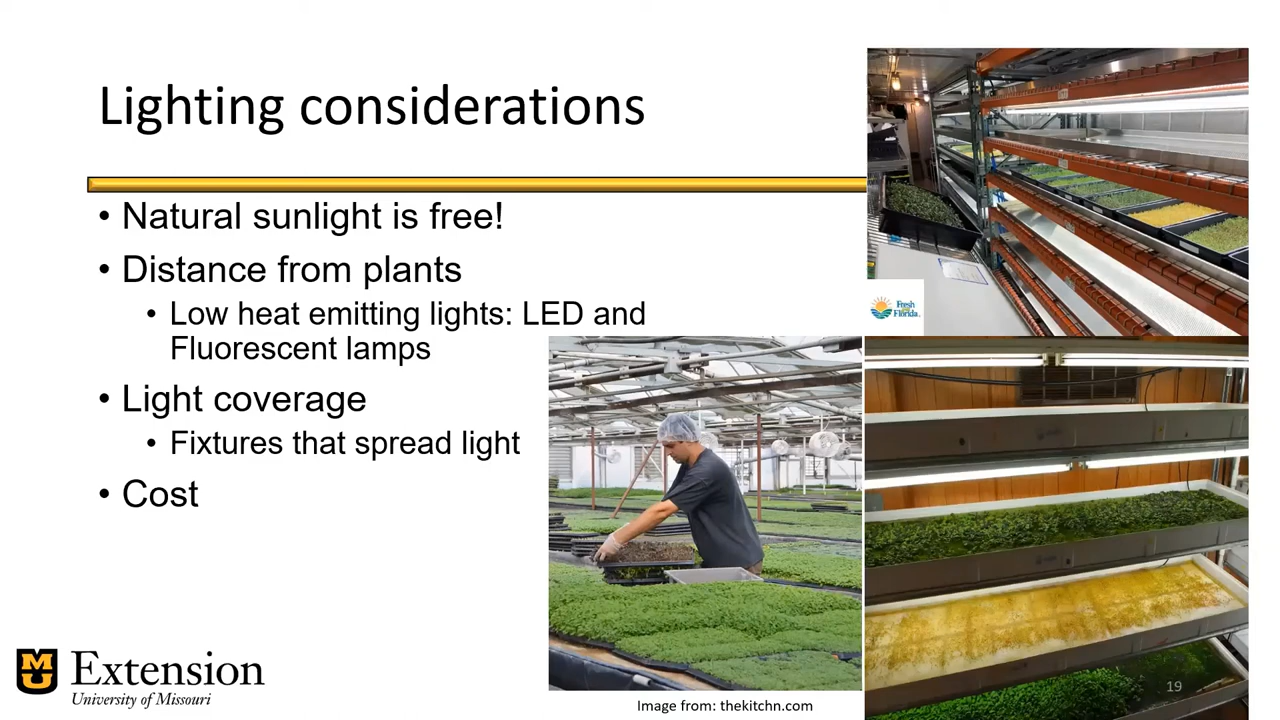 Lighting considerations
• Natural sunlight is free!
• Distance from plants
• Low heat emitting lights: LED and
Fluorescent lamps
• Light coverage
• Fixtures that spread light
• Cost
Fresh
Florida
MU
Extension
University of Missouri
Image from: thekitchn.com
19